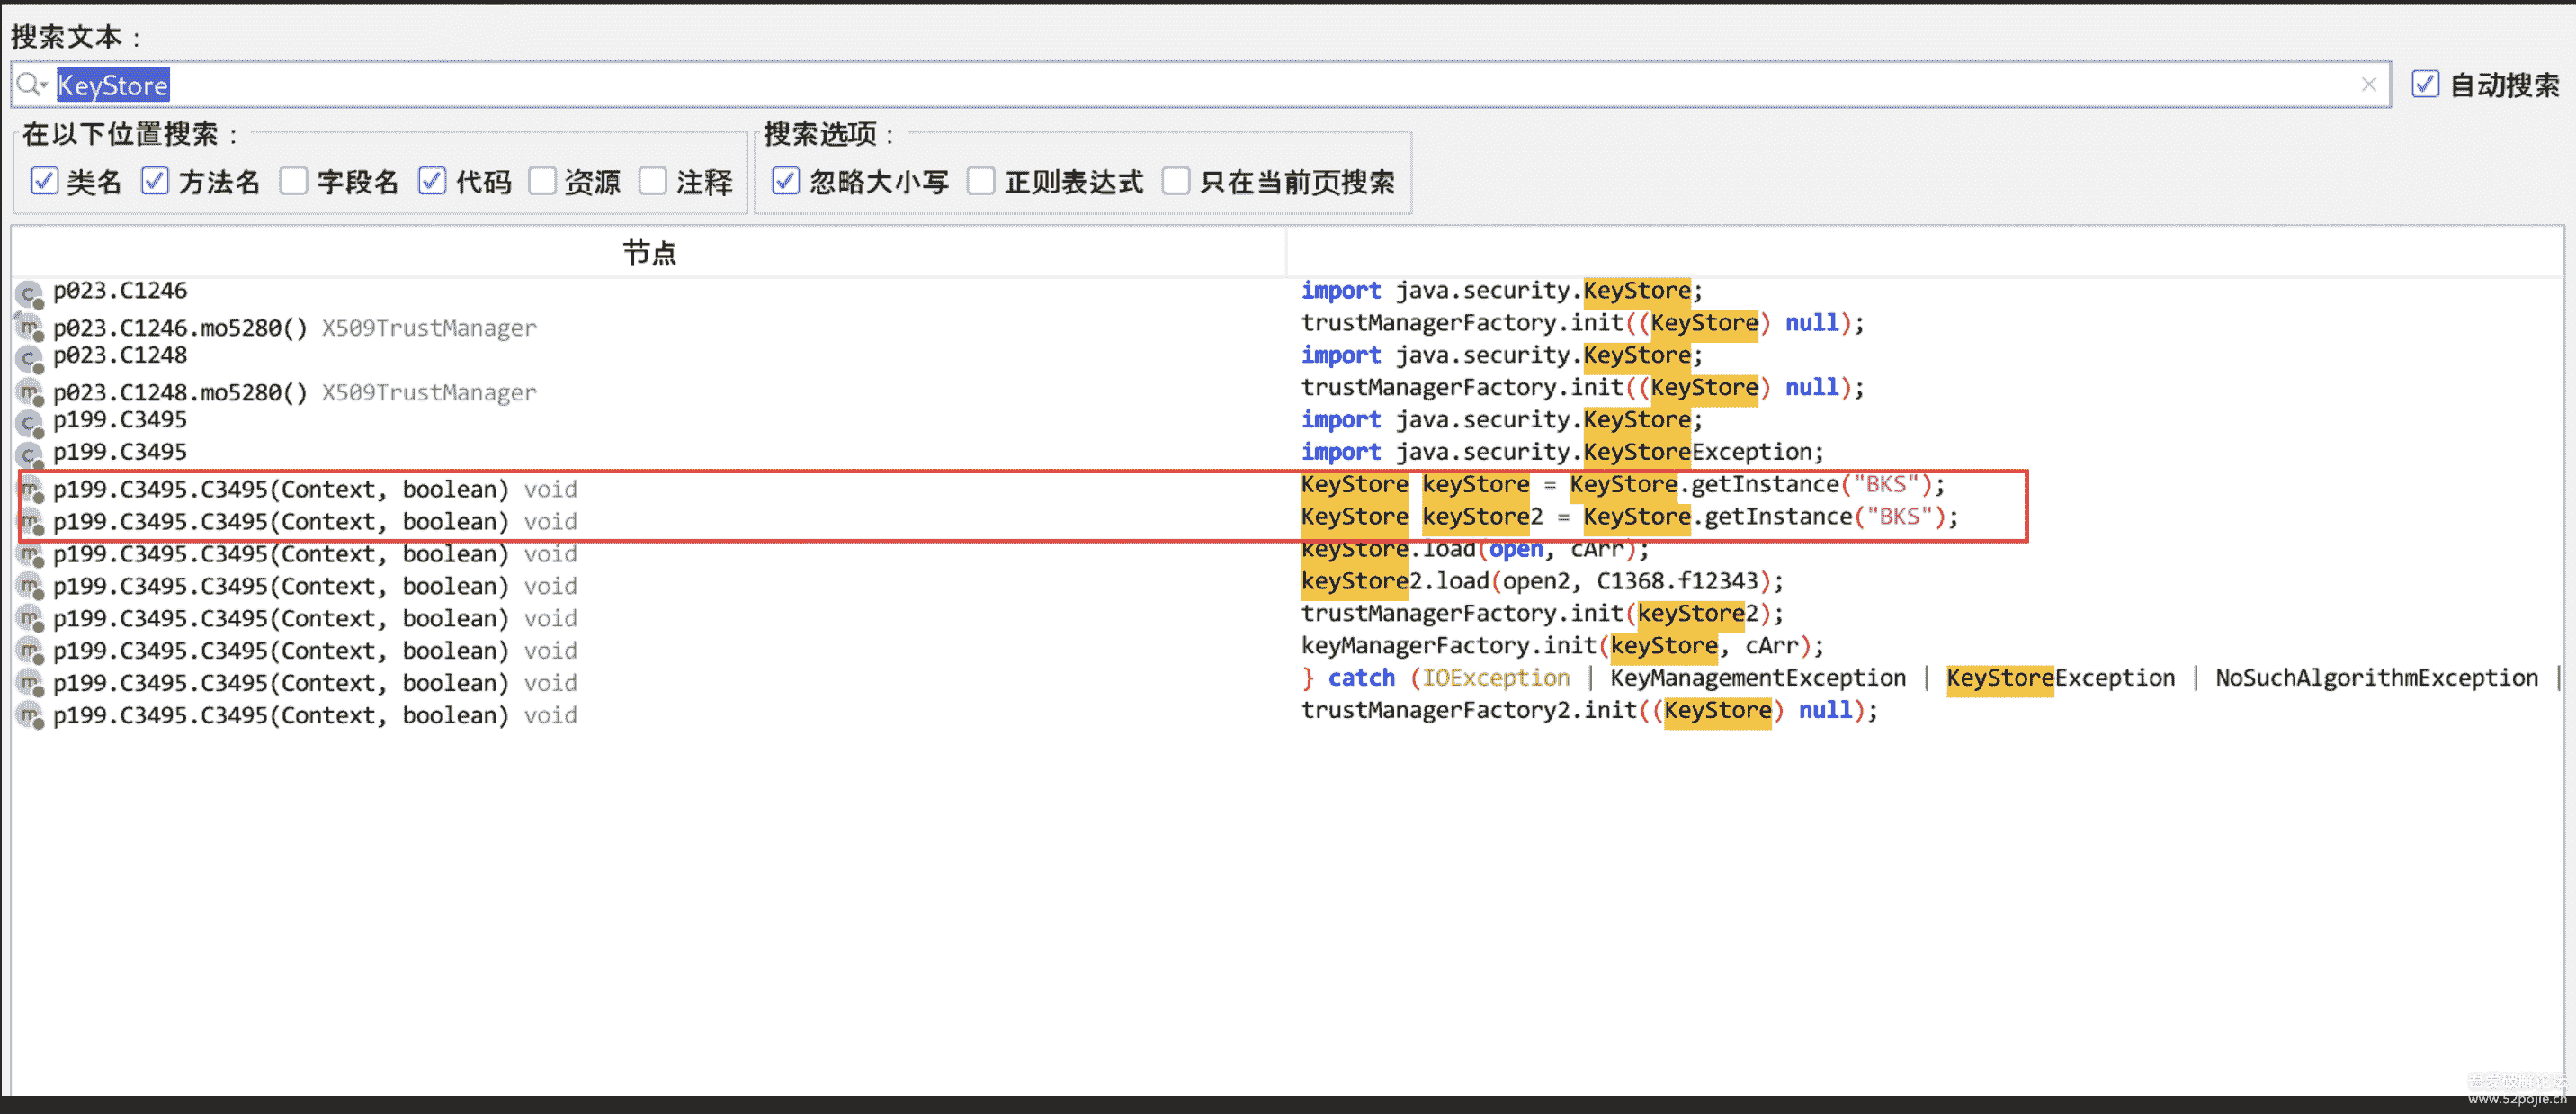 搜索文本：
KeyStore
自动搜索
在以下位置搜索：
搜索选项：
类名 方法名 字段名 代码 资源 注释 忽略大小写 正则表达式 只在当前页搜索
节点
p023.C1246 import java.security.KeyStore;
p023.C1246.mo5280() X509TrustManager trustManagerFactory.init((KeyStore) null);
p023.C1248 import java.security.KeyStore;
p023.C1248.mo5280() X509TrustManager trustManagerFactory.init((KeyStore) null);
p199.C3495 import java.security.KeyStore;
p199.C3495 import java.security.KeyStoreException;
p199.C3495.C3495(Context, boolean) void KeyStore keyStore = KeyStore.getInstance("BKS");
p199.C3495.C3495(Context, boolean) void KeyStore keyStore2 = KeyStore.getInstance("BKS");
p199.C3495.C3495(Context, boolean) void keyStore.load(open, cArr);
p199.C3495.C3495(Context, boolean) void keyStore2.load(open2, C1368.f12343);
p199.C3495.C3495(Context, boolean) void trustManagerFactory.init(keyStore2);
p199.C3495.C3495(Context, boolean) void keyManagerFactory.init(keyStore, cArr);
p199.C3495.C3495(Context, boolean) void } catch (IOException | KeyManagementException | KeyStoreException | NoSuchAlgorithmException |
p199.C3495.C3495(Context, boolean) void trustManagerFactory2.init((KeyStore) null);
吾爱破解论坛
www.52pojie.cn